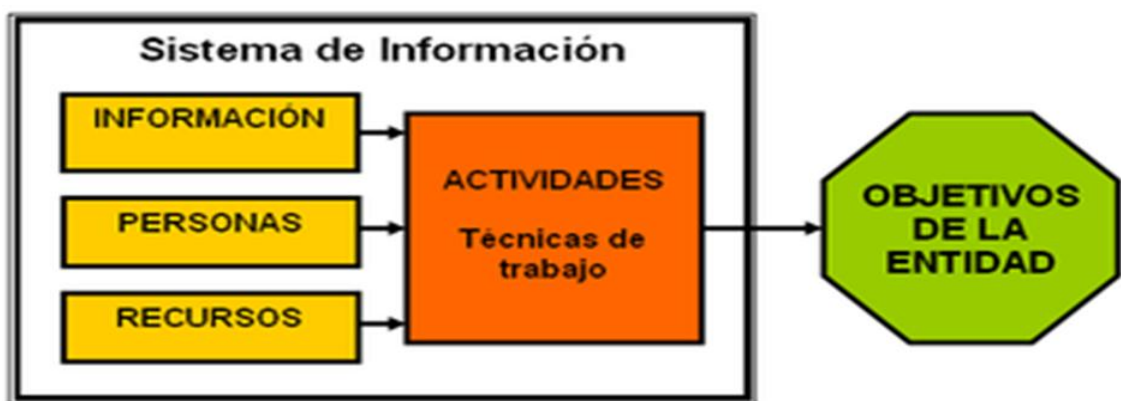 Sistema de Información
INFORMACIÓN
PERSONAS
RECURSOS
ACTIVIDADES
Técnicas de
trabajo
OBJETIVOS
DE LA
ENTIDAD